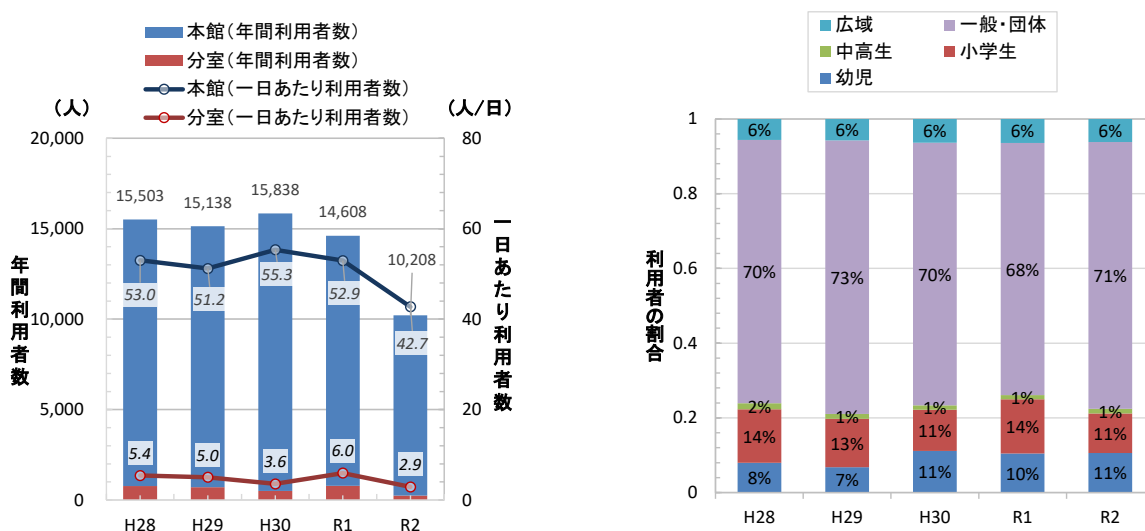 本館(年間利用者数)
分室(年間利用者数)
本館(一日あたり利用者数)
分室(一日あたり利用者数)
(人)
(人/日)
20,000
15,000
10,000
5,000
0
80
60
40
20
0
年間利用者数
一日あたり利用者数
15,503
15,138
15,838
14,608
10,208
53.0
51.2
55.3
52.9
42.7
5.4
5.0
3.6
6.0
2.9
H28
H29
H30
R1
R2
広域
一般・団体
中高生
小学生
幼児
利用者の割合
1
0.8
0.6
0.4
0.2
0
6%
6%
6%
6%
6%
70%
73%
70%
68%
71%
2%
1%
1%
1%
1%
14%
13%
11%
14%
11%
8%
7%
11%
10%
11%
H28
H29
H30
R1
R2